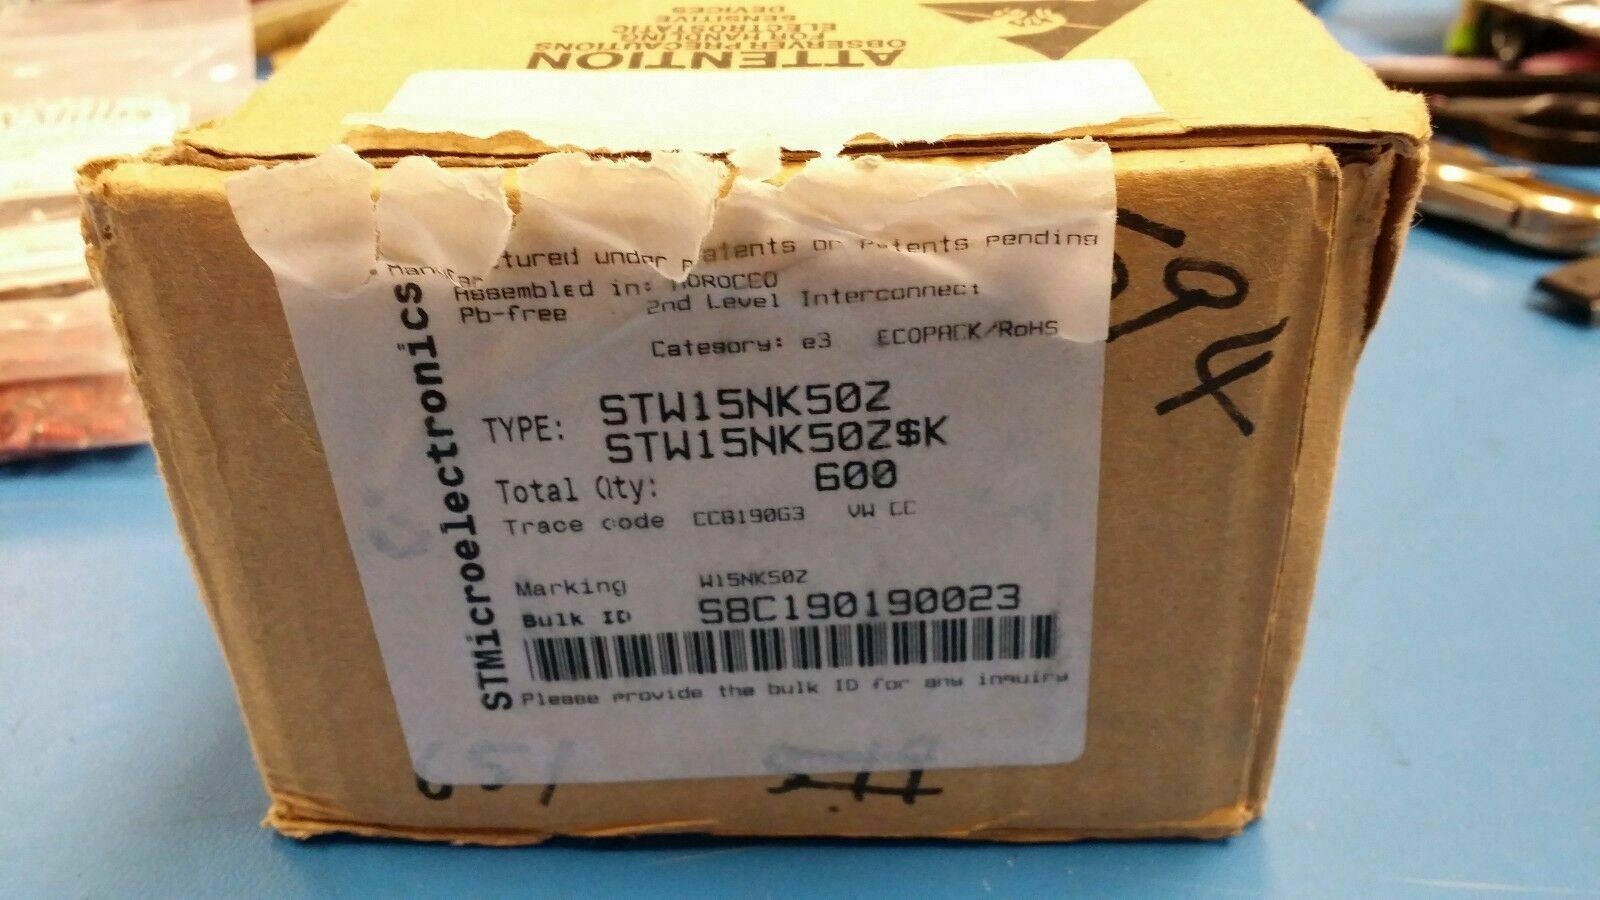 ATTENTION
OBSERVE PRECAUTIONS
FOR HANDLING
ELECTROSTATIC
SENSITIVE
DEVICES
STMicroelectronics
tured under patents or Patents pending
Assembled in: MOROCCO
Pb-free 2nd Level Interconnect
Category: e3 ECOPACK/RoHS
TYPE: STW15NK50Z
STW15NK50Z$K
Total Qty: 600
Trace code CC8190G3 VW CC
Marking W15NK50Z
Bulk ID S8C190190023
Please provide the bulk ID for any inquiry